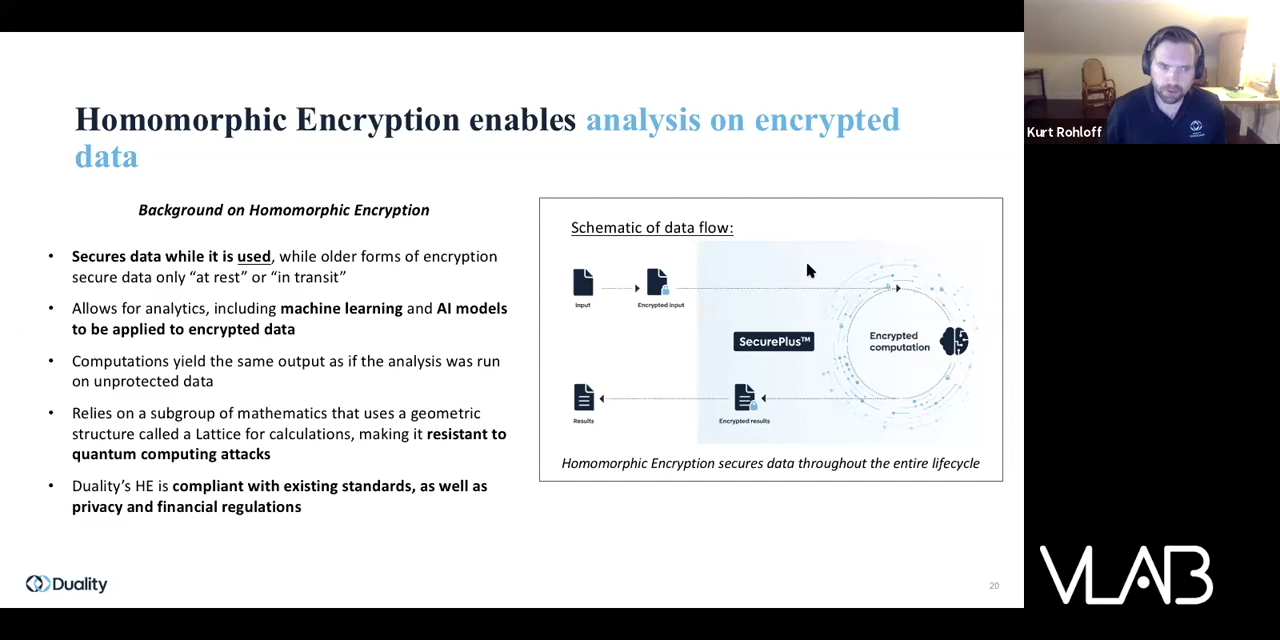 Homomorphic Encryption enables analysis on encrypted
data
Background on Homomorphic Encryption
• Secures data while it is used, while older forms of encryption
secure data only “at rest” or “in transit”
• Allows for analytics, including machine learning and AI models
to be applied to encrypted data
• Computations yield the same output as if the analysis was run
on unprotected data
• Relies on a subgroup of mathematics that uses a geometric
structure called a Lattice for calculations, making it resistant to
quantum computing attacks
• Duality’s HE is compliant with existing standards, as well as
privacy and financial regulations
Schematic of data flow:
Input
Encrypted input
SecurePlus™
Encrypted
computation
Results
Encrypted results
Homomorphic Encryption secures data throughout the entire lifecycle
Duality
20
Kurt Rohloff
VLAB